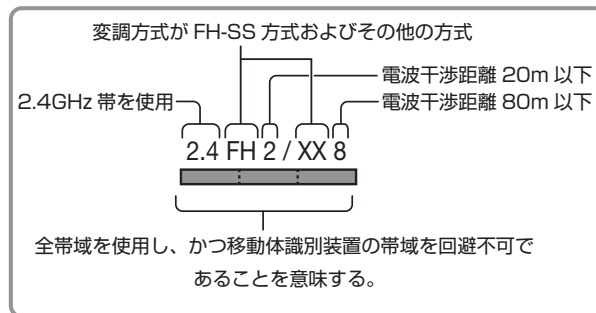 変調方式が FH-SS 方式およびその他の方式
電波干渉距離 20m 以下
2.4GHz 帯を使用
電波干渉距離 80m 以下
2.4 FH 2 / XX 8
全帯域を使用し、かつ移動体識別装置の帯域を回避不可で
あることを意味する。